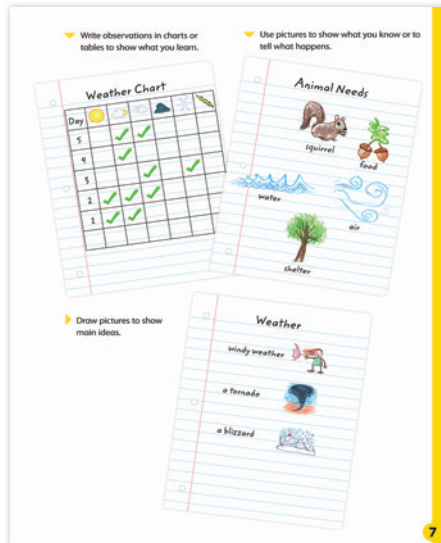 Write observations in charts or
tables to show what you learn.
Use pictures to show what you know or to
tell what happens.
Weather Chart
Day
5
4
3
2
1
Animal Needs
squirrel
food
water
air
shelter
Draw pictures to show
main ideas.
Weather
windy weather
a tornado
a blizzard
7